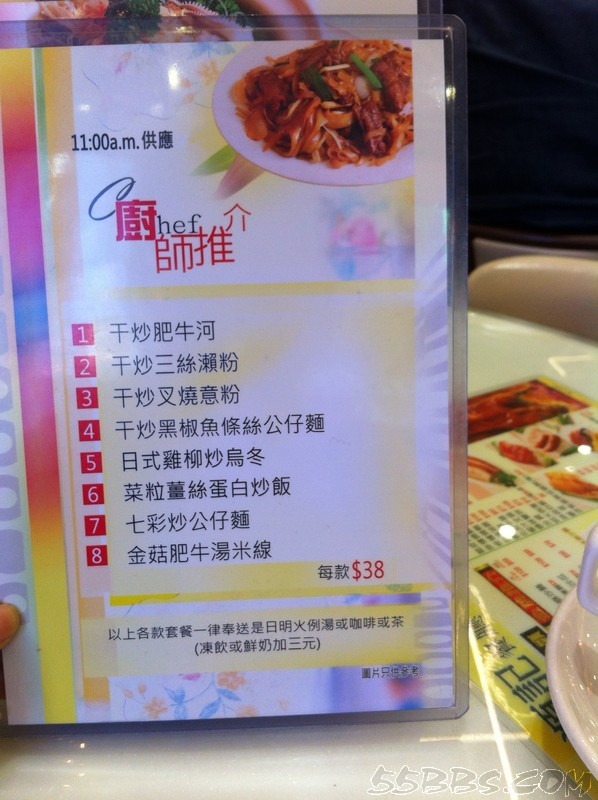 11:00a.m.供應
Chef
廚師推介
1 干炒肥牛河
2 干炒三絲瀨粉
3 干炒叉燒意粉
4 干炒黑椒魚條絲公仔麵
5 日式雞柳炒烏冬
6 菜粒薑絲蛋白炒飯
7 七彩炒公仔麵
8 金菇肥牛湯米線
每款$38
以上各款套餐一律奉送是日明火例湯或咖啡或茶
(凍飲或鮮奶加三元)
圖片只供參考
55BBS.COM